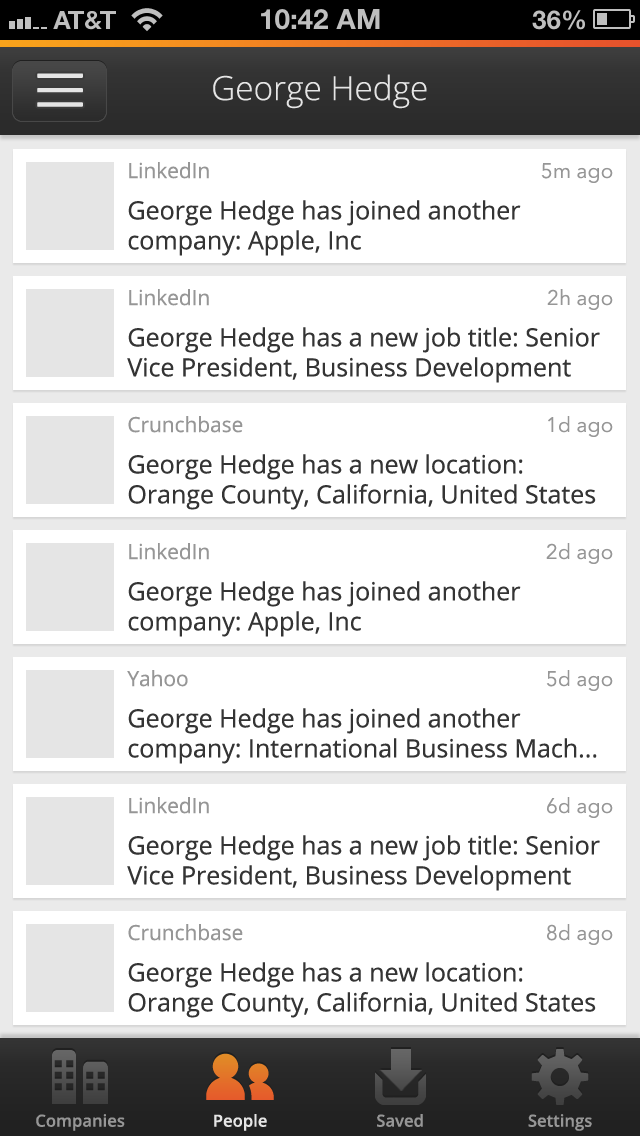 AT&T 10:42 AM 36%
George Hedge
LinkedIn 5m ago
George Hedge has joined another
company: Apple, Inc
LinkedIn 2h ago
George Hedge has a new job title: Senior
Vice President, Business Development
Crunchbase 1d ago
George Hedge has a new location:
Orange County, California, United States
LinkedIn 2d ago
George Hedge has joined another
company: Apple, Inc
Yahoo 5d ago
George Hedge has joined another
company: International Business Mach...
LinkedIn 6d ago
George Hedge has a new job title: Senior
Vice President, Business Development
Crunchbase 8d ago
George Hedge has a new location:
Orange County, California, United States
Companies People Saved Settings